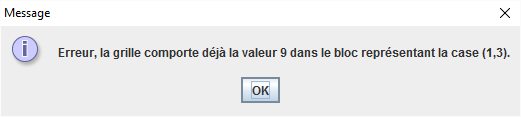 Message
Erreur, la grille comporte déjà la valeur 9 dans le bloc représentant la case (1,3).
OK